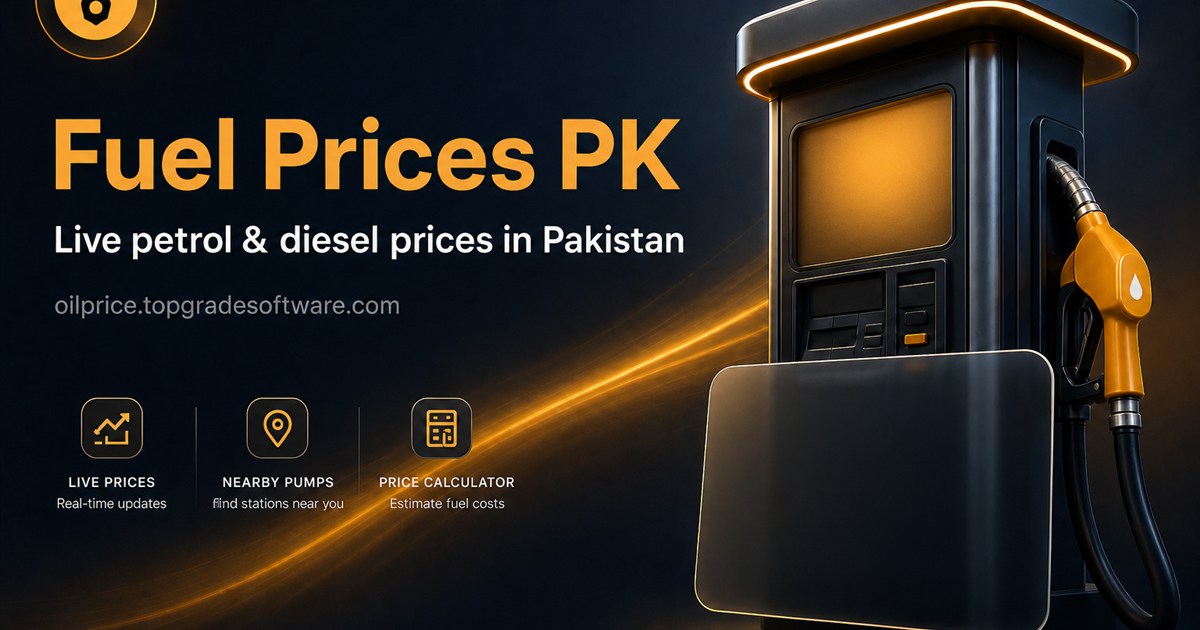 Fuel Prices PK
Live petrol & diesel prices in Pakistan
oilprice.topgradesoftware.com
LIVE PRICES
Real-time updates
NEARBY PUMPS
find stations near you
PRICE CALCULATOR
Estimate fuel costs